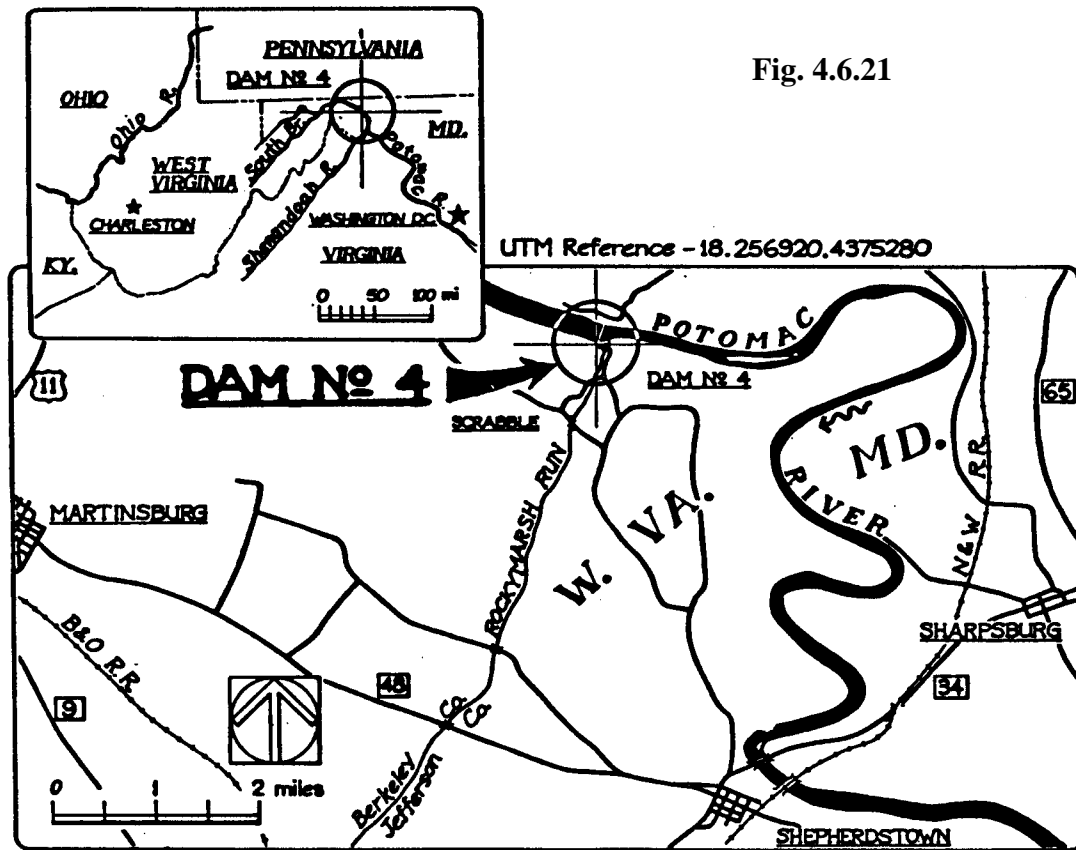 Fig. 4.6.21
PENNSYLVANIA
DAM Nº 4
OHIO
Ohio R.
MD.
South Br.
Potomac R.
WEST
VIRGINIA
Shenandoah R.
CHARLESTON
WASHINGTON D.C.
VIRGINIA
KY.
0 50 100 mi
UTM Reference - 18.256920.4375280
POTOMAC
11
DAM Nº 4
DAM Nº 4
65
SCRABBLE
MD.
RIVER
N&W R.R.
ROCKYMARSH RUN
W. VA.
MARTINSBURG
SHARPSBURG
B&O R.R.
48
34
9
Co.
Co.
0 1 2 miles
Berkeley
Jefferson
SHEPHERDSTOWN